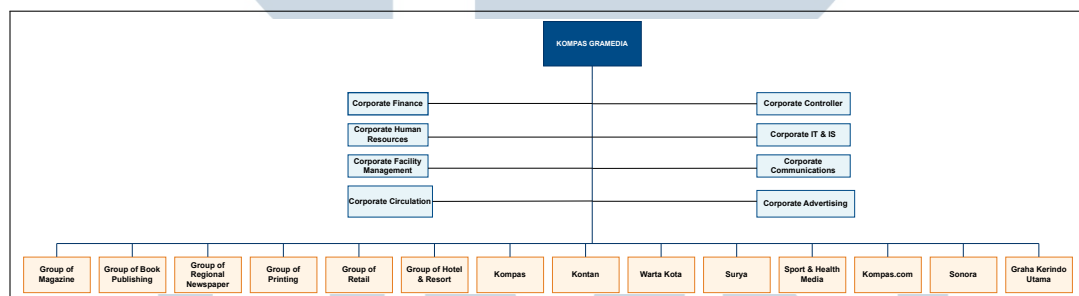 KOMPAS GRAMEDIA
Corporate Finance
Corporate Controller
Corporate Human
Resources
Corporate IT & IS
Corporate Facility
Management
Corporate
Communications
Corporate Circulation
Corporate Advertising
Group of
Magazine
Group of Book
Publishing
Group of
Regional
Newspaper
Group of
Printing
Group of
Retail
Group of Hotel
& Resort
Kompas
Kontan
Warta Kota
Surya
Sport & Health
Media
Kompas.com
Sonora
Graha Kerindo
Utama